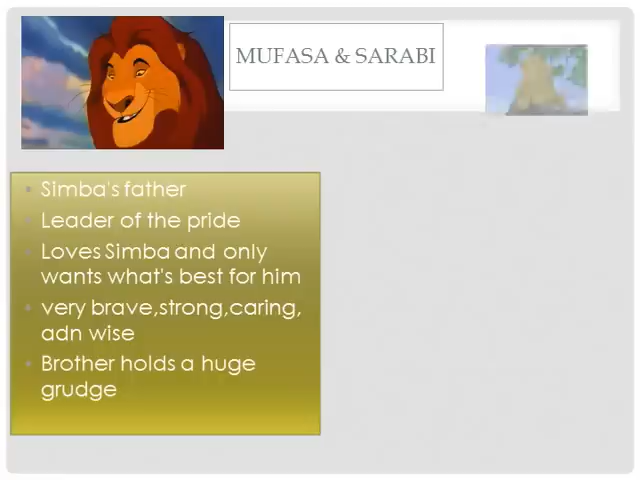 MUFASA & SARABI
Simba's father
Leader of the pride
Loves Simba and only
wants what's best for him
very brave,strong,caring,
adn wise
Brother holds a huge
grudge